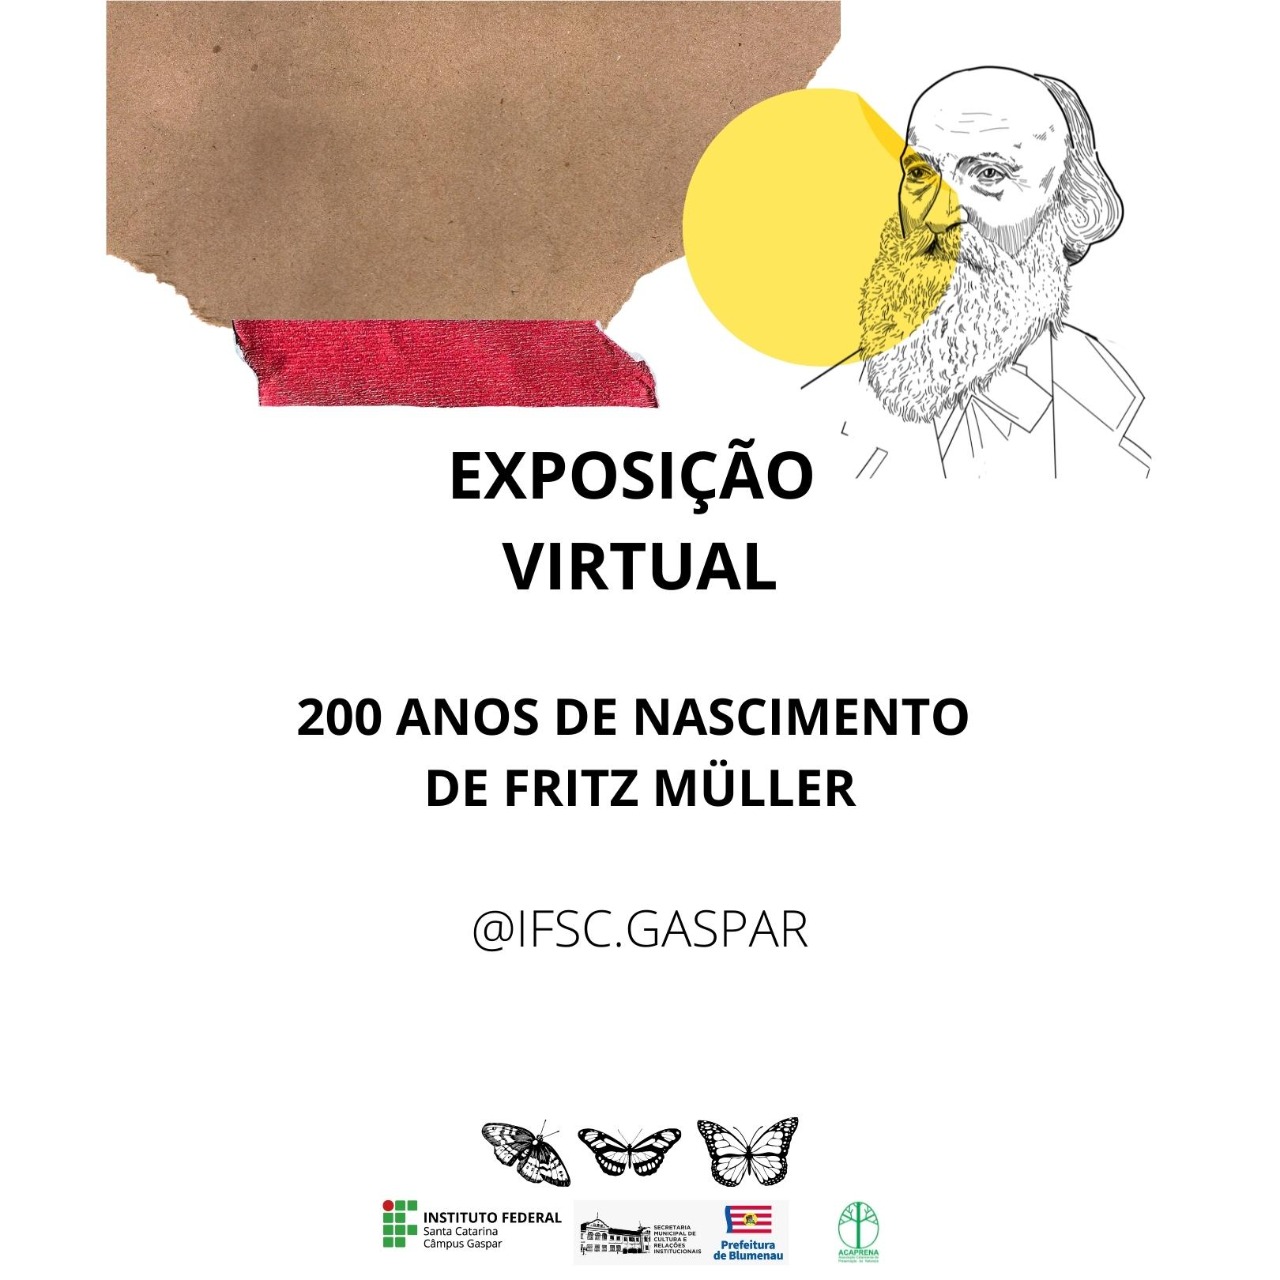 EXPOSIÇÃO
VIRTUAL
200 ANOS DE NASCIMENTO
DE FRITZ MÜLLER
@IFSC.GASPAR
INSTITUTO FEDERAL
Santa Catarina
Câmpus Gaspar
SECRETARIA
MUNICIPAL DE
CULTURA E
RELAÇÕES
INSTITUCIONAIS
Prefeitura
de Blumenau
ACAPRENA